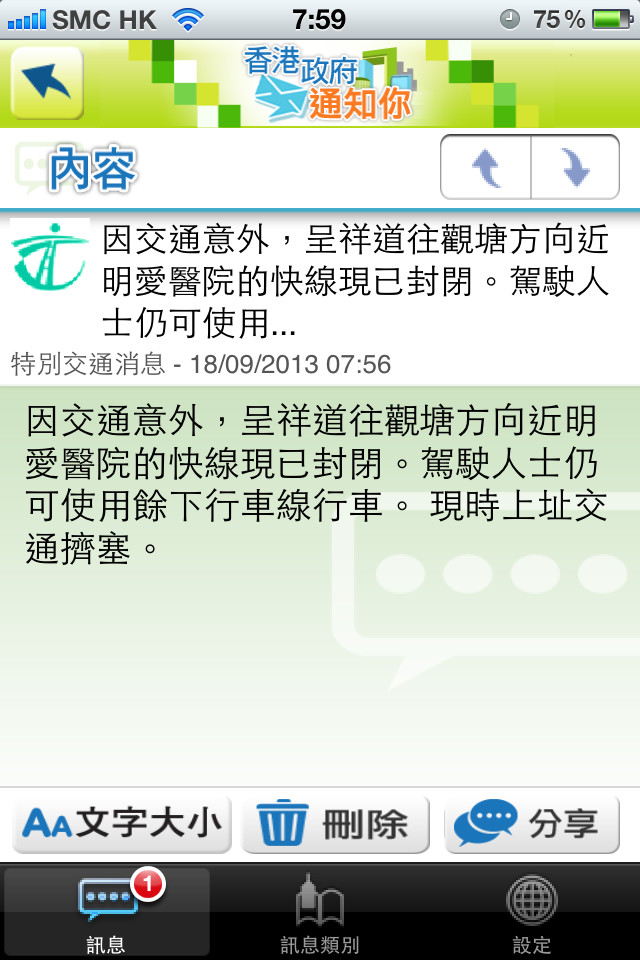 SMC HK 7:59 75%
香港政府
通知你
內容
因交通意外，呈祥道往觀塘方向近
明愛醫院的快線現已封閉。駕駛人
士仍可使用...
特別交通消息 - 18/09/2013 07:56
因交通意外，呈祥道往觀塘方向近明
愛醫院的快線現已封閉。駕駛人士仍
可使用餘下行車線行車。 現時上址交
通擠塞。
AA文字大小 刪除 分享
1
訊息 訊息類別 設定